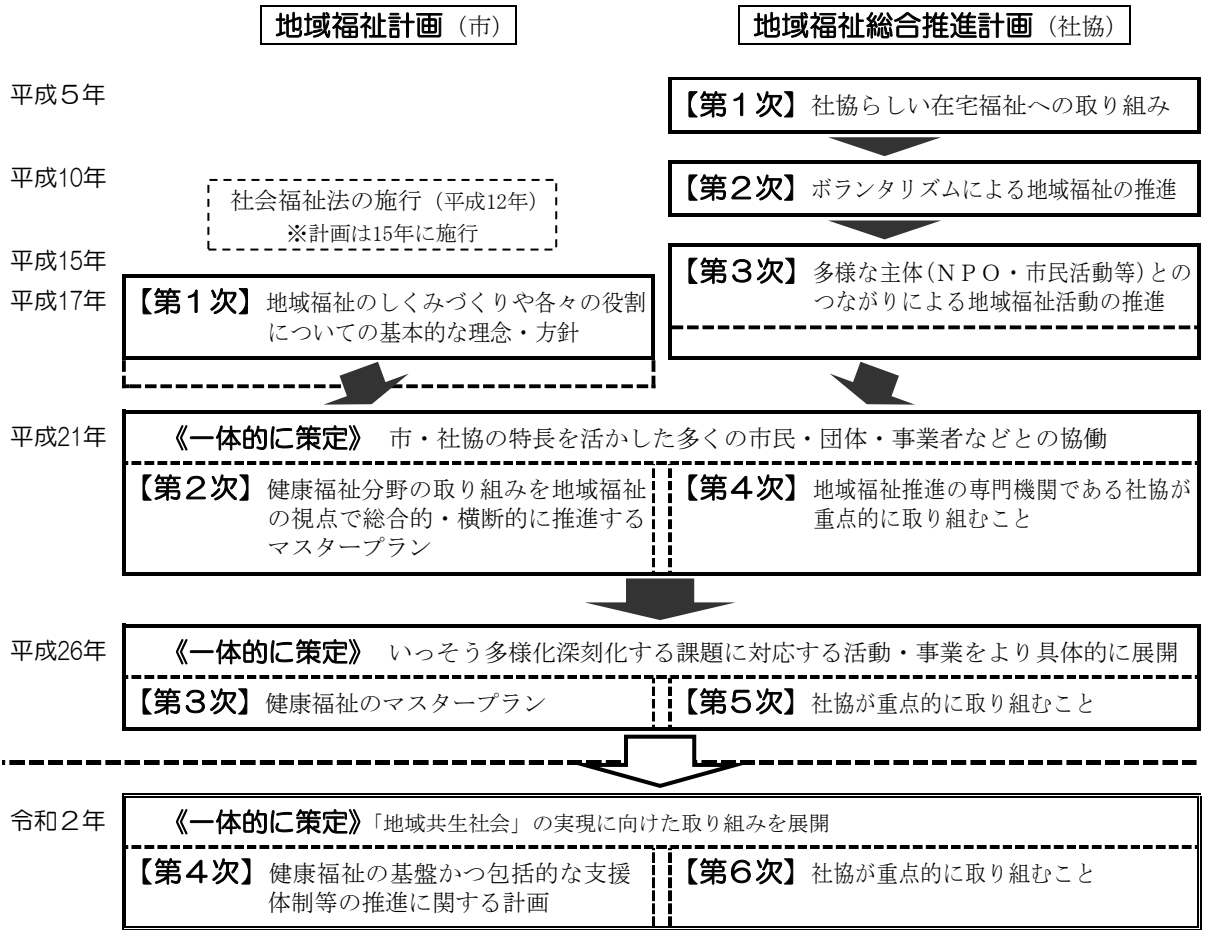 地域福祉計画（市）
地域福祉総合推進計画（社協）
平成５年
【第１次】社協らしい在宅福祉への取り組み
平成10年
社会福祉法の施行（平成12年）
※計画は15年に施行
【第２次】ボランタリズムによる地域福祉の推進
平成15年
【第３次】多様な主体（ＮＰＯ・市民活動等）との
つながりによる地域福祉活動の推進
平成17年
【第１次】地域福祉のしくみづくりや各々の役割
についての基本的な理念・方針
平成21年
《一体的に策定》 市・社協の特長を活かした多くの市民・団体・事業者などとの協働
【第２次】健康福祉分野の取り組みを地域福祉
の視点で総合的・横断的に推進する
マスタープラン
【第４次】地域福祉推進の専門機関である社協が
重点的に取り組むこと
平成26年
《一体的に策定》 いっそう多様化深刻化する課題に対応する活動・事業をより具体的に展開
【第３次】健康福祉のマスタープラン
【第５次】社協が重点的に取り組むこと
令和２年
《一体的に策定》「地域共生社会」の実現に向けた取り組みを展開
【第４次】健康福祉の基盤かつ包括的な支援
体制等の推進に関する計画
【第６次】社協が重点的に取り組むこと